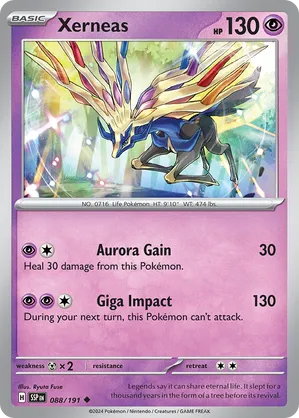 BASIC Xerneas HP 130
NO. 0716 Life Pokémon HT: 9'10" WT: 474 lbs.
Aurora Gain 30
Heal 30 damage from this Pokémon.
Giga Impact 130
During your next turn, this Pokémon can't attack.
weakness ×2 resistance retreat
Illus. Ryuta Fuse
H SSP EN 088/191
Legends say it can share eternal life. It slept for a
thousand years in the form of a tree before its revival.
©2024 Pokémon / Nintendo / Creatures / GAME FREAK